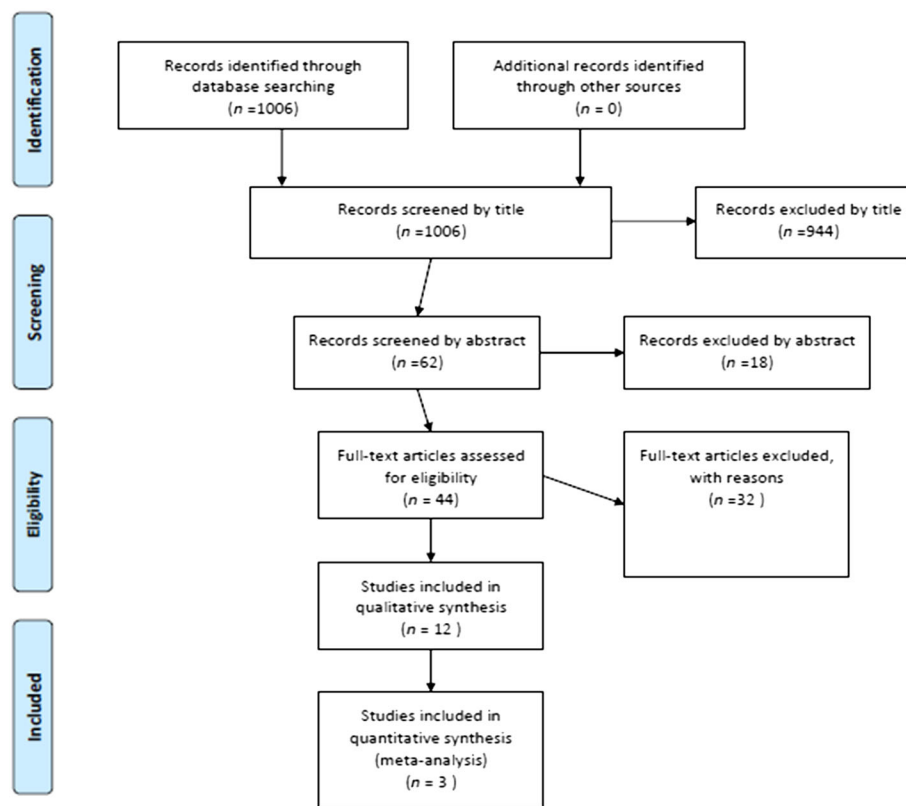 Identification
Records identified through
database searching
(n =1006)
Additional records identified
through other sources
(n = 0)
Records screened by title
(n =1006)
Records excluded by title
(n =944)
Screening
Records screened by abstract
(n =62)
Records excluded by abstract
(n =18)
Eligibility
Full-text articles assessed
for eligibility
(n = 44)
Full-text articles excluded,
with reasons
(n =32 )
Studies included in
qualitative synthesis
(n = 12 )
Included
Studies included in
quantitative synthesis
(meta-analysis)
(n = 3 )